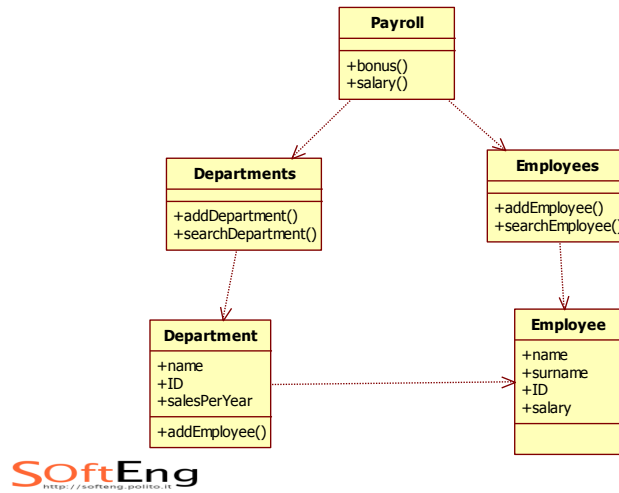 Payroll
+bonus()
+salary()
Departments
+addDepartment()
+searchDepartment()
Employees
+addEmployee()
+searchEmployee()
Department
+name
+ID
+salesPerYear
+addEmployee()
Employee
+name
+surname
+ID
+salary
SOftEng
http://softeng.polito.it